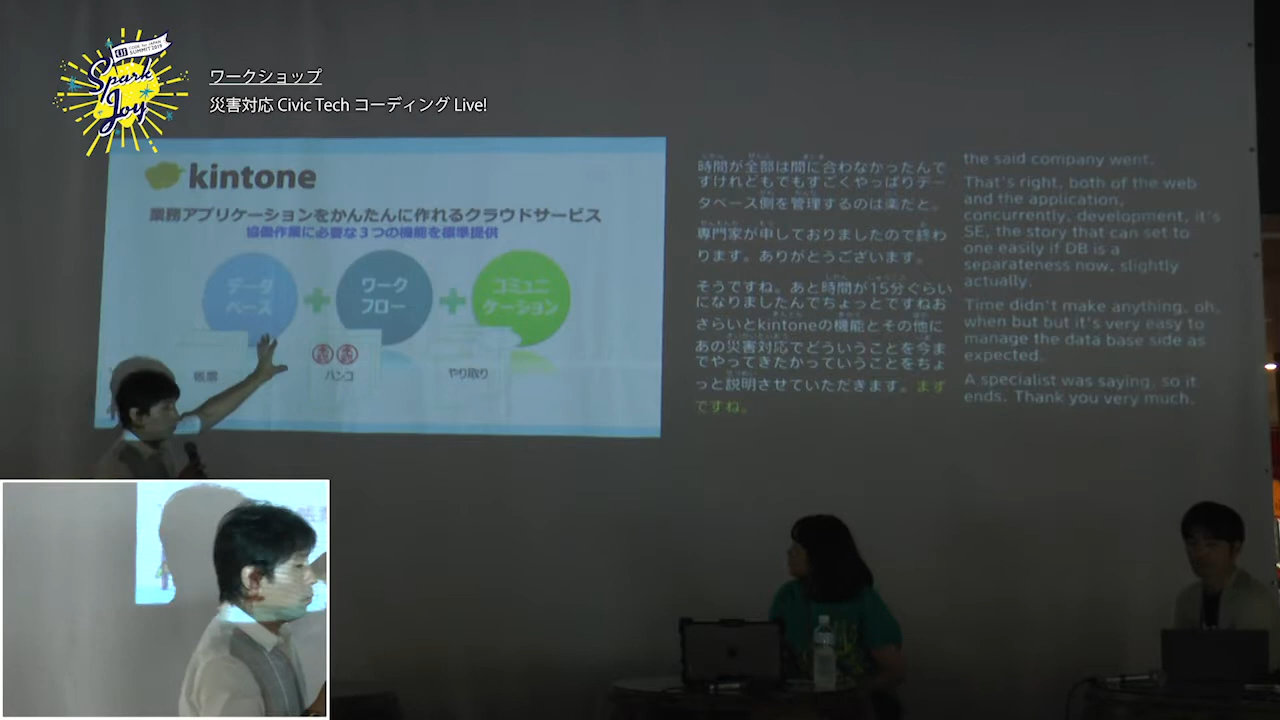 CODE for JAPAN
SUMMIT 2019
Spark
Joy
ワークショップ
災害対応 Civic Tech コーディング Live!
kintone
業務アプリケーションをかんたんに作れるクラウドサービス
協働作業に必要な3つの機能を標準提供
データ
ベース
+
ワーク
フロー
+
コミュニ
ケーション
帳票
ハンコ
やり取り
時間が全部は間に合わなかったんで
すけれどもでもすごくやっぱりデー
タベース側を管理するのは楽だと。
専門家が申しておりましたので終わ
ります。ありがとうございます。
そうですね。あと時間が15分ぐらい
になりましたんでちょっとですねお
さらいとkintoneの機能とその他に
あの災害対応でどういうことを今ま
でやってきたかっていうことをちょ
っと説明させていただきます。まず
ですね。
the said company went.
That's right, both of the web
and the application,
concurrently, development, it's
SE, the story that can set to
one easily if DB is a
separateness now, slightly
actually.
Time didn't make anything, oh,
when but but it's very easy to
manage the data base side as
expected.
A specialist was saying, so it
ends. Thank you very much.